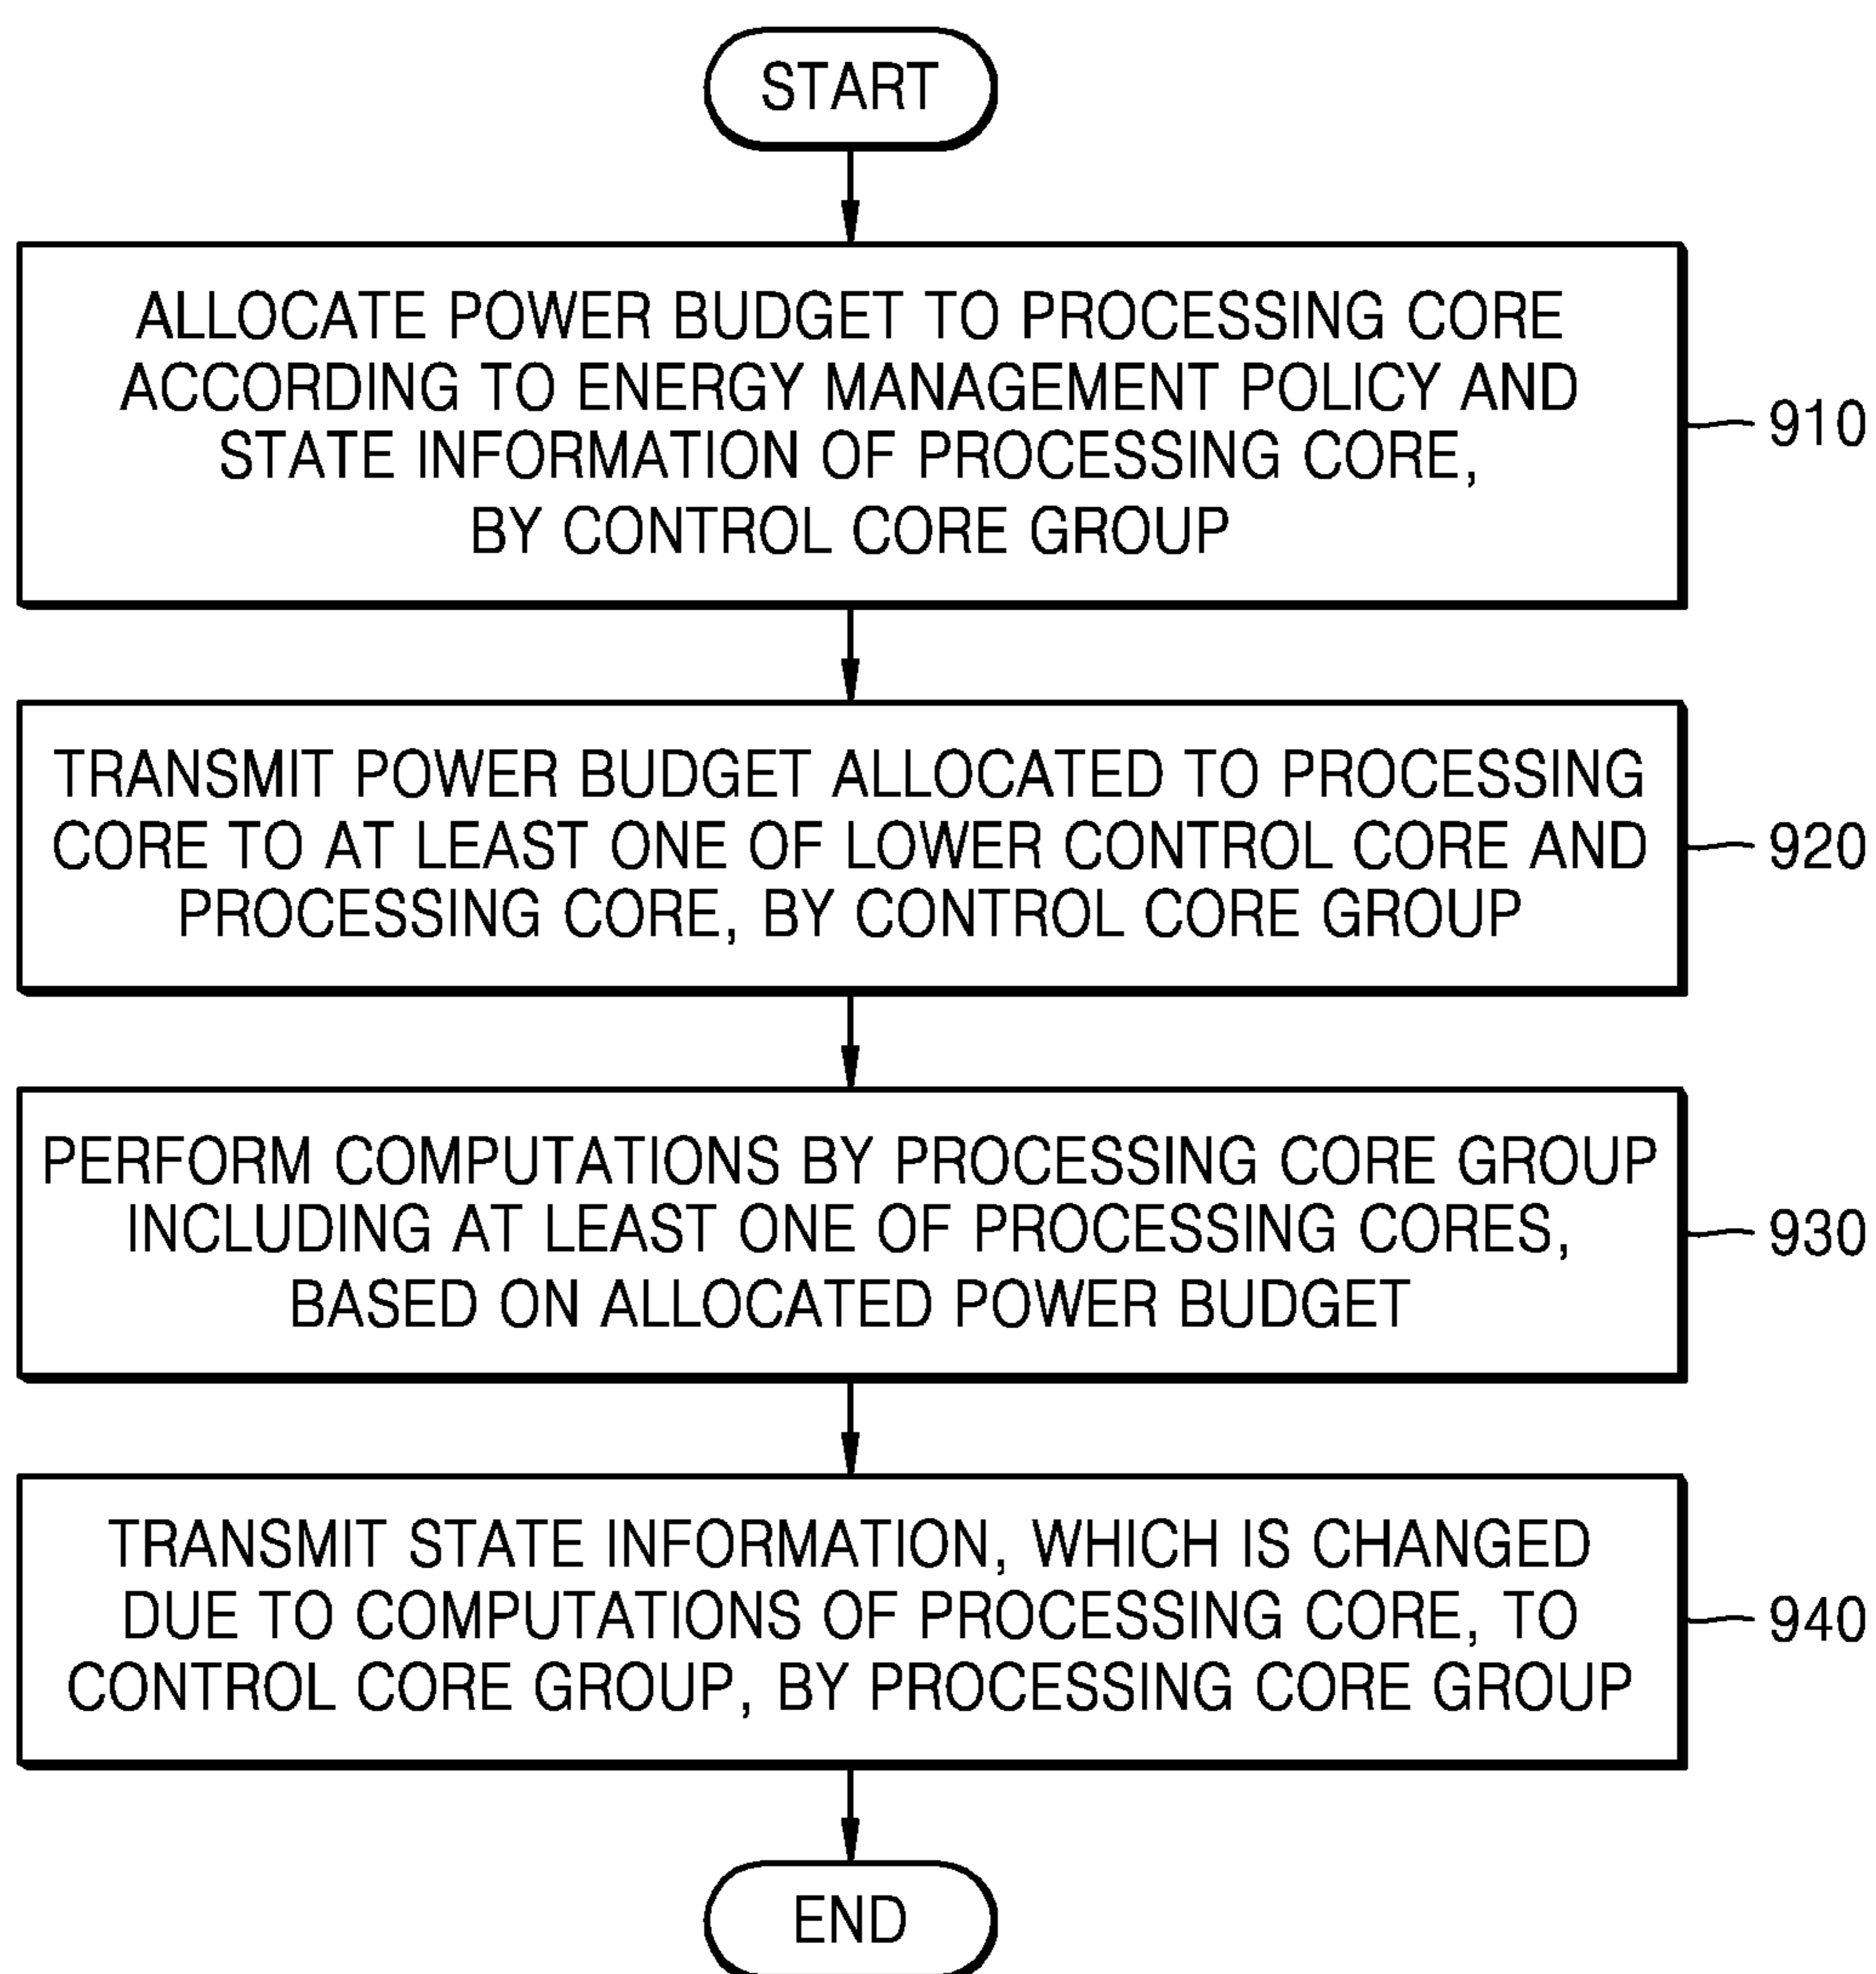 START
ALLOCATE POWER BUDGET TO PROCESSING CORE
ACCORDING TO ENERGY MANAGEMENT POLICY AND
STATE INFORMATION OF PROCESSING CORE,
BY CONTROL CORE GROUP
910
TRANSMIT POWER BUDGET ALLOCATED TO PROCESSING
CORE TO AT LEAST ONE OF LOWER CONTROL CORE AND
PROCESSING CORE, BY CONTROL CORE GROUP
920
PERFORM COMPUTATIONS BY PROCESSING CORE GROUP
INCLUDING AT LEAST ONE OF PROCESSING CORES,
BASED ON ALLOCATED POWER BUDGET
930
TRANSMIT STATE INFORMATION, WHICH IS CHANGED
DUE TO COMPUTATIONS OF PROCESSING CORE, TO
CONTROL CORE GROUP, BY PROCESSING CORE GROUP
940
END